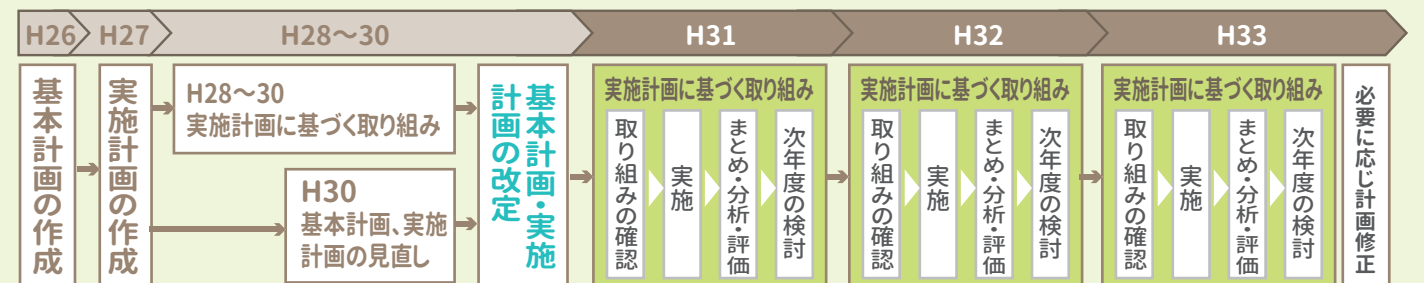 H26
H27
H28～30
H31
H32
H33
基本計画の作成
実施計画の作成
H28～30
実施計画に基づく取り組み
H30
基本計画、実施
計画の見直し
基本計画・実施
計画の改定
実施計画に基づく取り組み
取り組みの確認
実施
まとめ・分析・評価
次年度の検討
実施計画に基づく取り組み
取り組みの確認
実施
まとめ・分析・評価
次年度の検討
実施計画に基づく取り組み
取り組みの確認
実施
まとめ・分析・評価
次年度の検討
必要に応じ計画修正